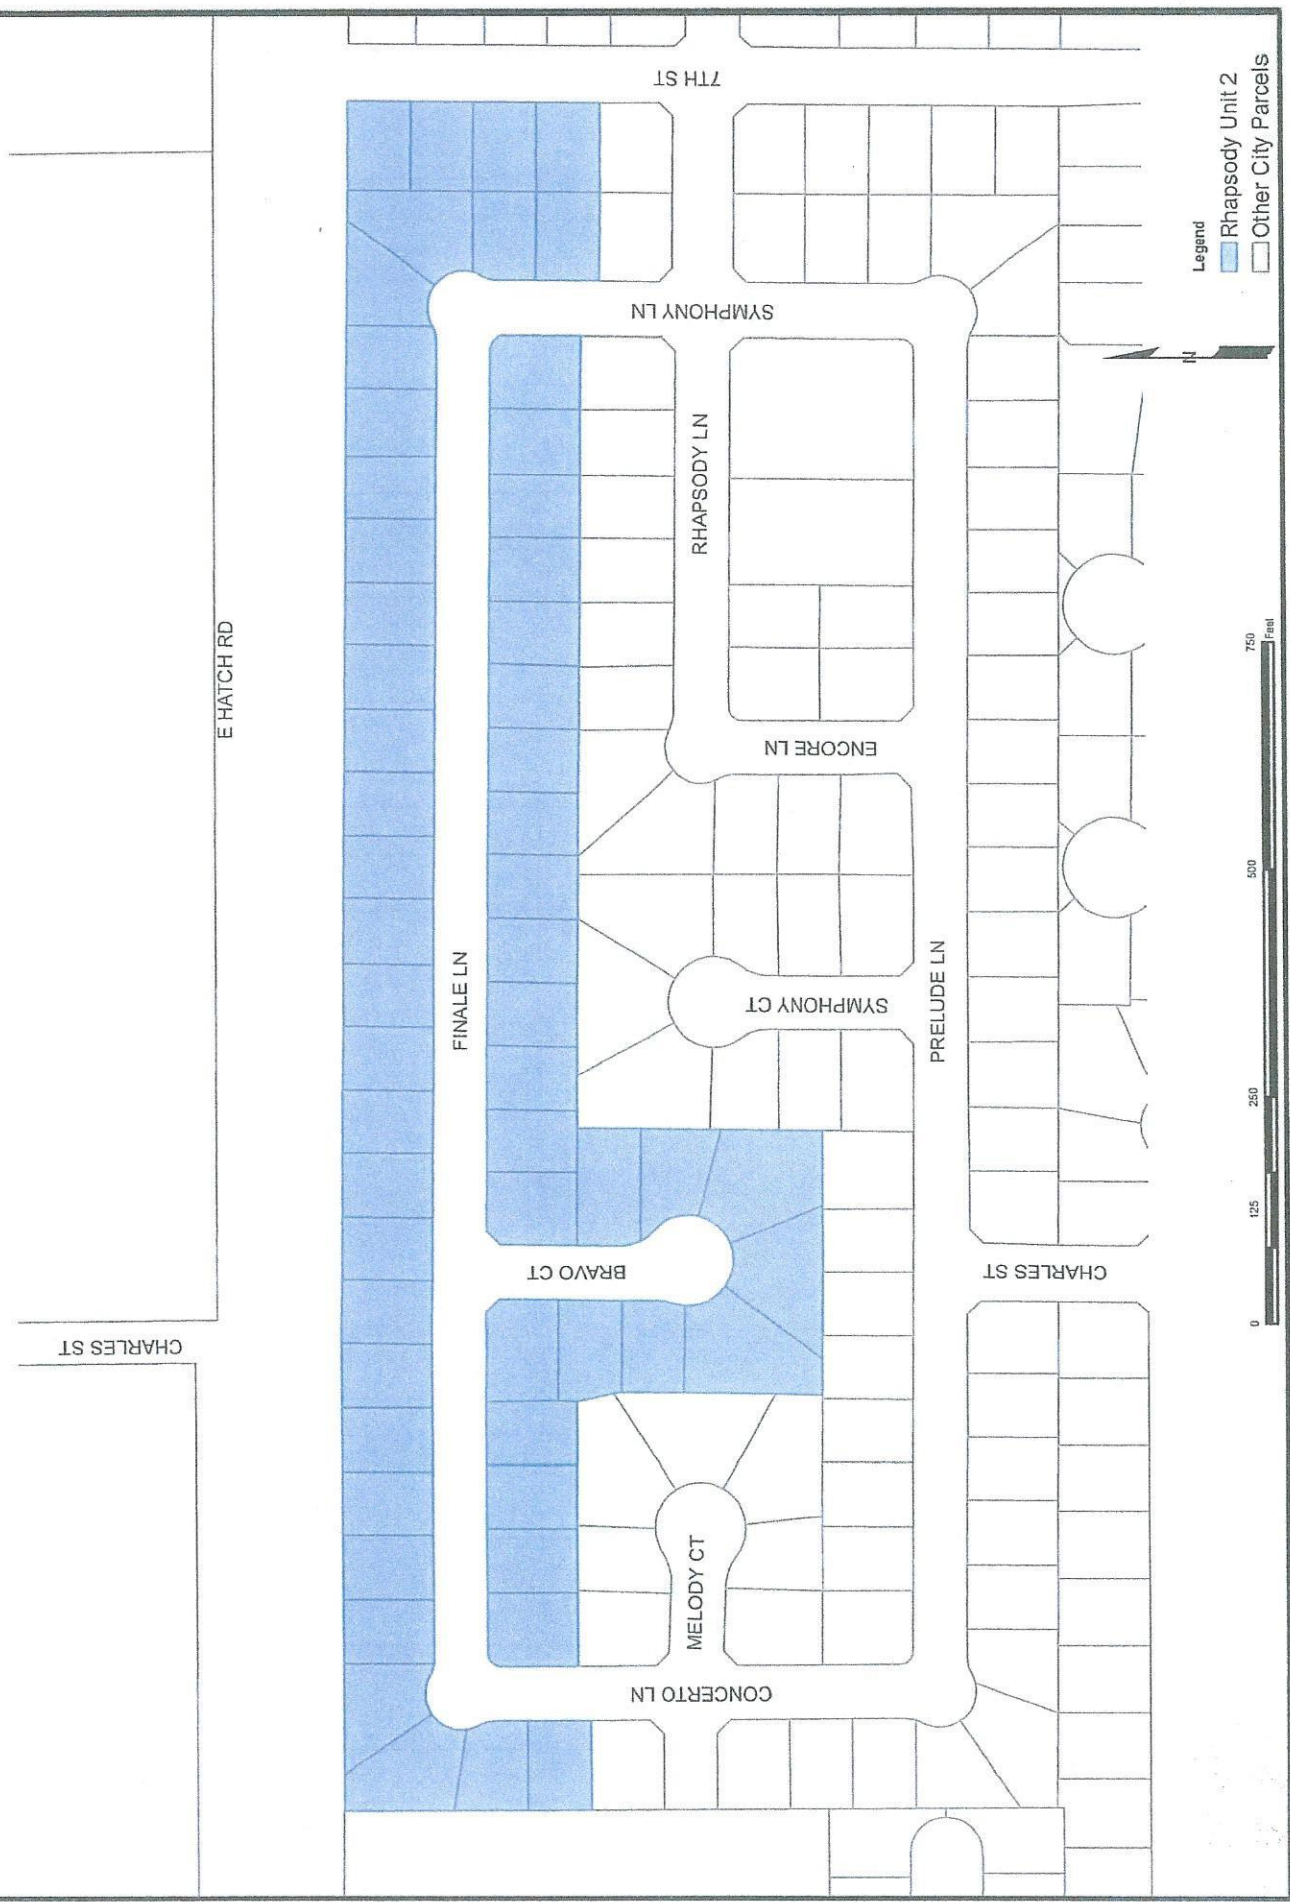 CHARLES ST
E HATCH RD
7TH ST
FINALE LN
BRAVO CT
SYMPHONY LN
RHAPSODY LN
ENCORE LN
SYMPHONY CT
MELODY CT
CONCERTO LN
PRELUDE LN
CHARLES ST
Legend
Rhapsody Unit 2
Other City Parcels
N
0 125 250 500 750
Feet